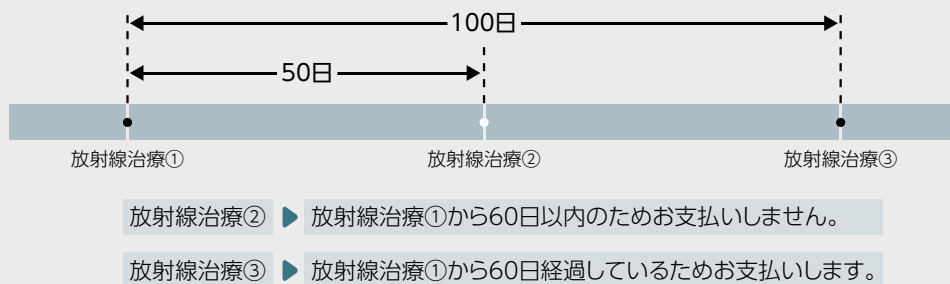 100日
50日
放射線治療① 放射線治療② 放射線治療③
放射線治療② ▶ 放射線治療①から60日以内のためお支払いしません。
放射線治療③ ▶ 放射線治療①から60日経過しているためお支払いします。